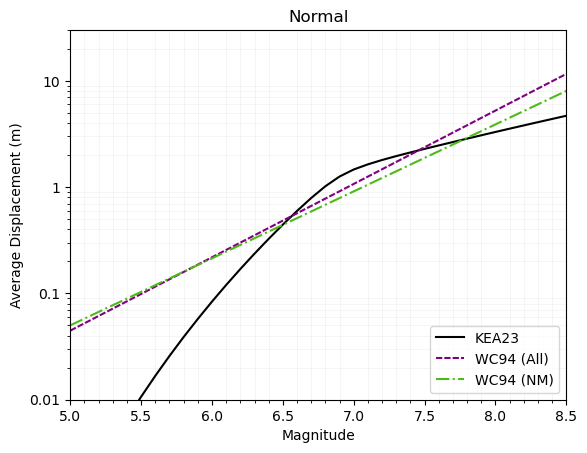 Normal
Average Displacement (m)
10
1
0.1
0.01
5.0 5.5 6.0 6.5 7.0 7.5 8.0 8.5
Magnitude
KEA23
WC94 (All)
WC94 (NM)